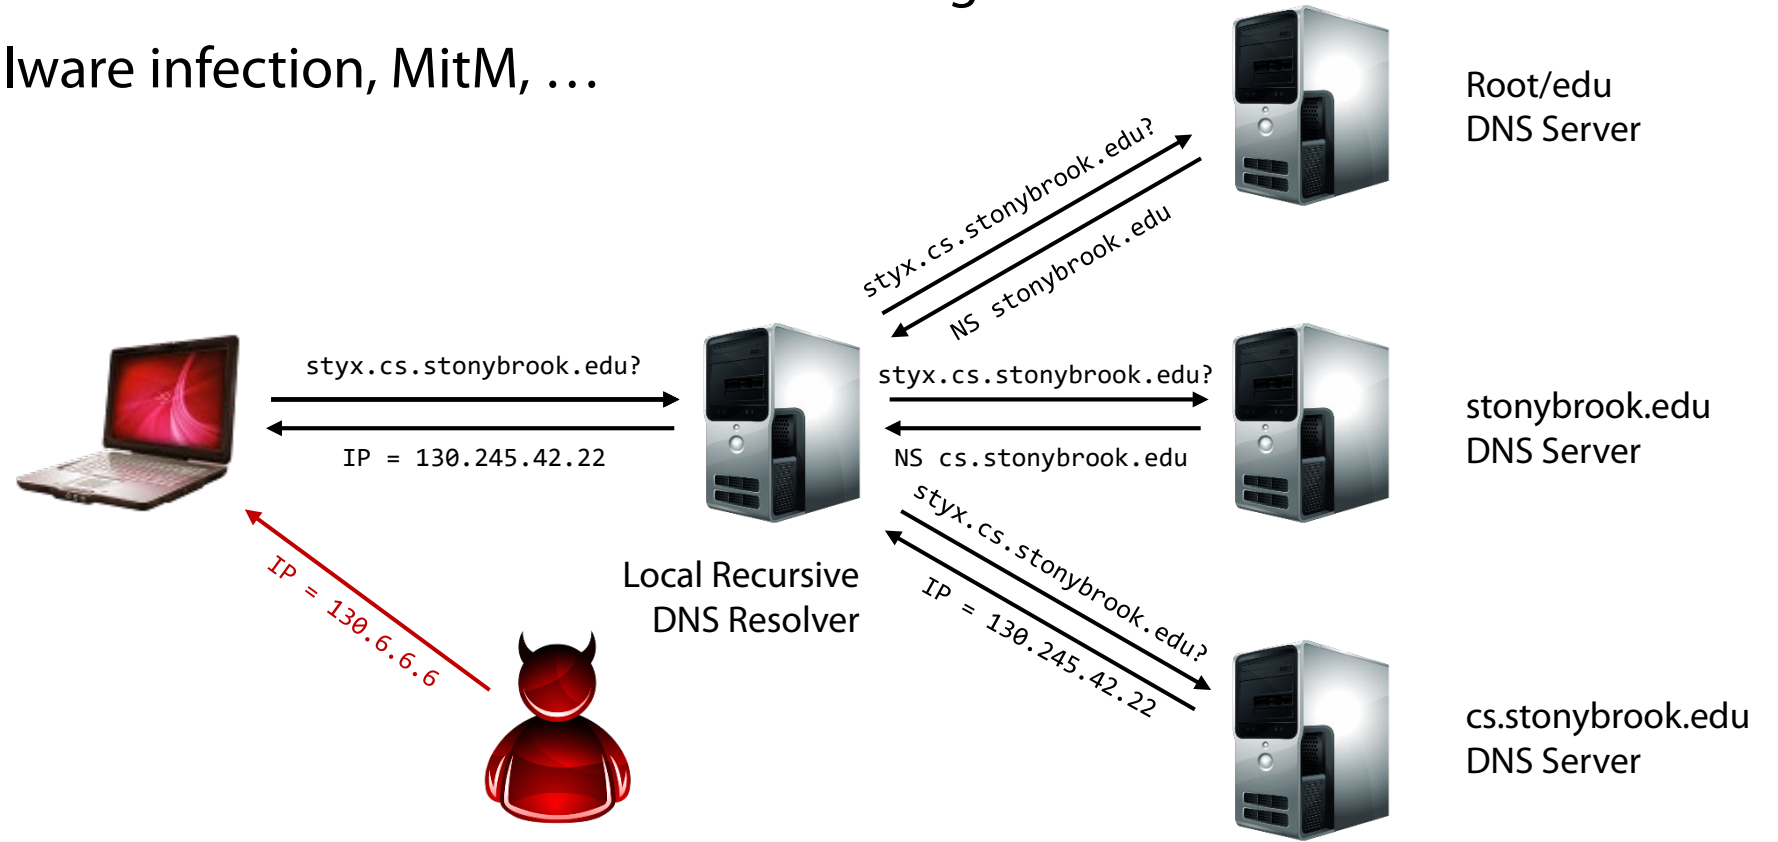 lware infection, MitM, …
Root/edu
DNS Server
styx.cs.stonybrook.edu?
NS stonybrook.edu
styx.cs.stonybrook.edu?
IP = 130.245.42.22
styx.cs.stonybrook.edu?
NS cs.stonybrook.edu
stonybrook.edu
DNS Server
Local Recursive
DNS Resolver
styx.cs.stonybrook.edu?
IP = 130.245.42.22
IP = 130.6.6.6
cs.stonybrook.edu
DNS Server